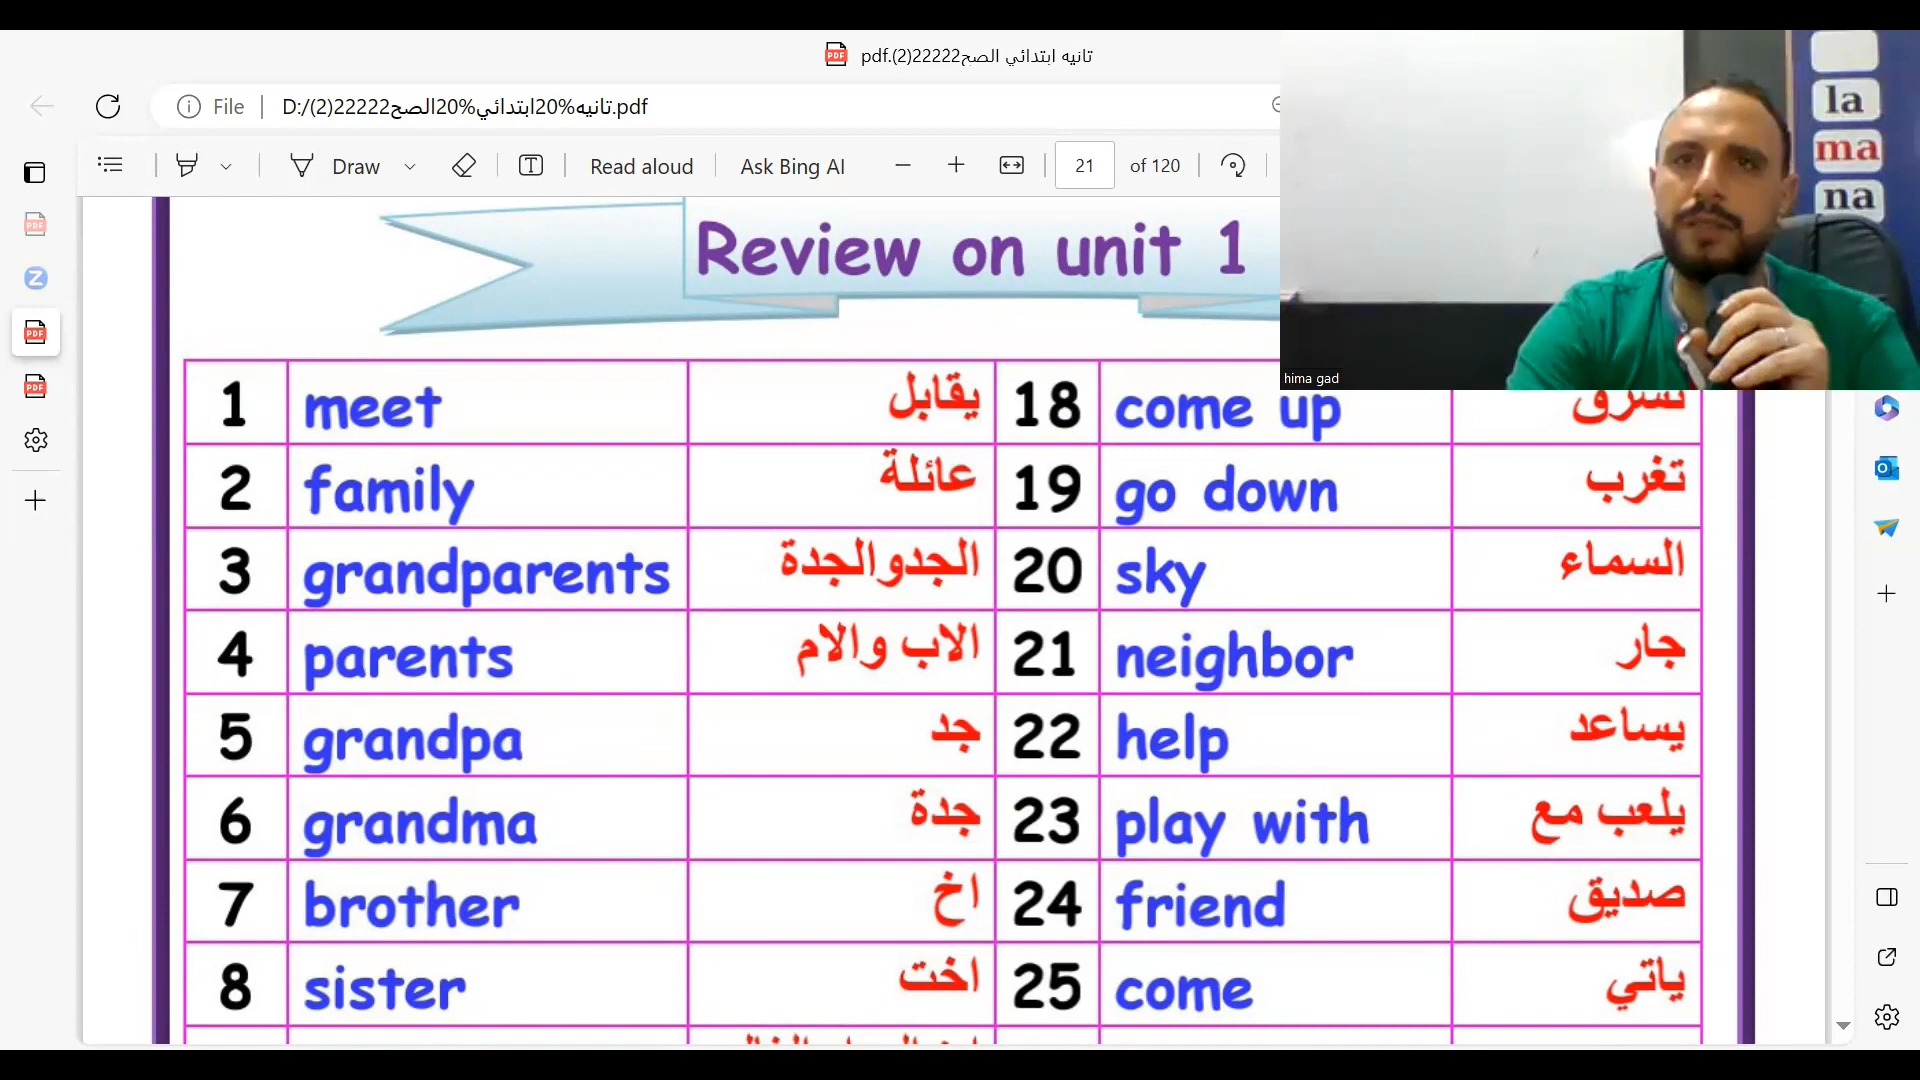 تانيه ابتدائي الصح22222(2).pdf
File
D:/(2)22222تانيه%20ابتدائي%20الصح.pdf
Draw
Read aloud
Ask Bing AI
21
of 120
la
ma
na
hima gad
Review on unit 1
1 meet يقابل 18 come up تشرق
2 family عائلة 19 go down تغرب
3 grandparents الجدوالجدة 20 sky السماء
4 parents الاب والام 21 neighbor جار
5 grandpa جد 22 help يساعد
6 grandma جدة 23 play with يلعب مع
7 brother اخ 24 friend صديق
8 sister اخت 25 come ياتي